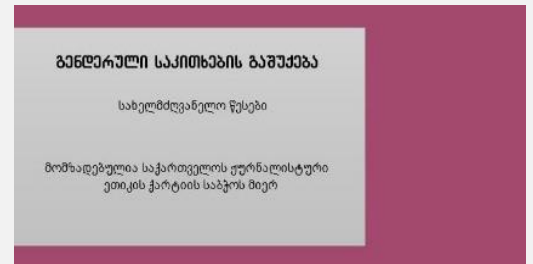 გენდერული საკითხების გაშუქება
სახელმძღვანელო წესები
მომზადებულია საქართველოს ჟურნალისტური
ეთიკის ქარტიის საბჭოს მიერ